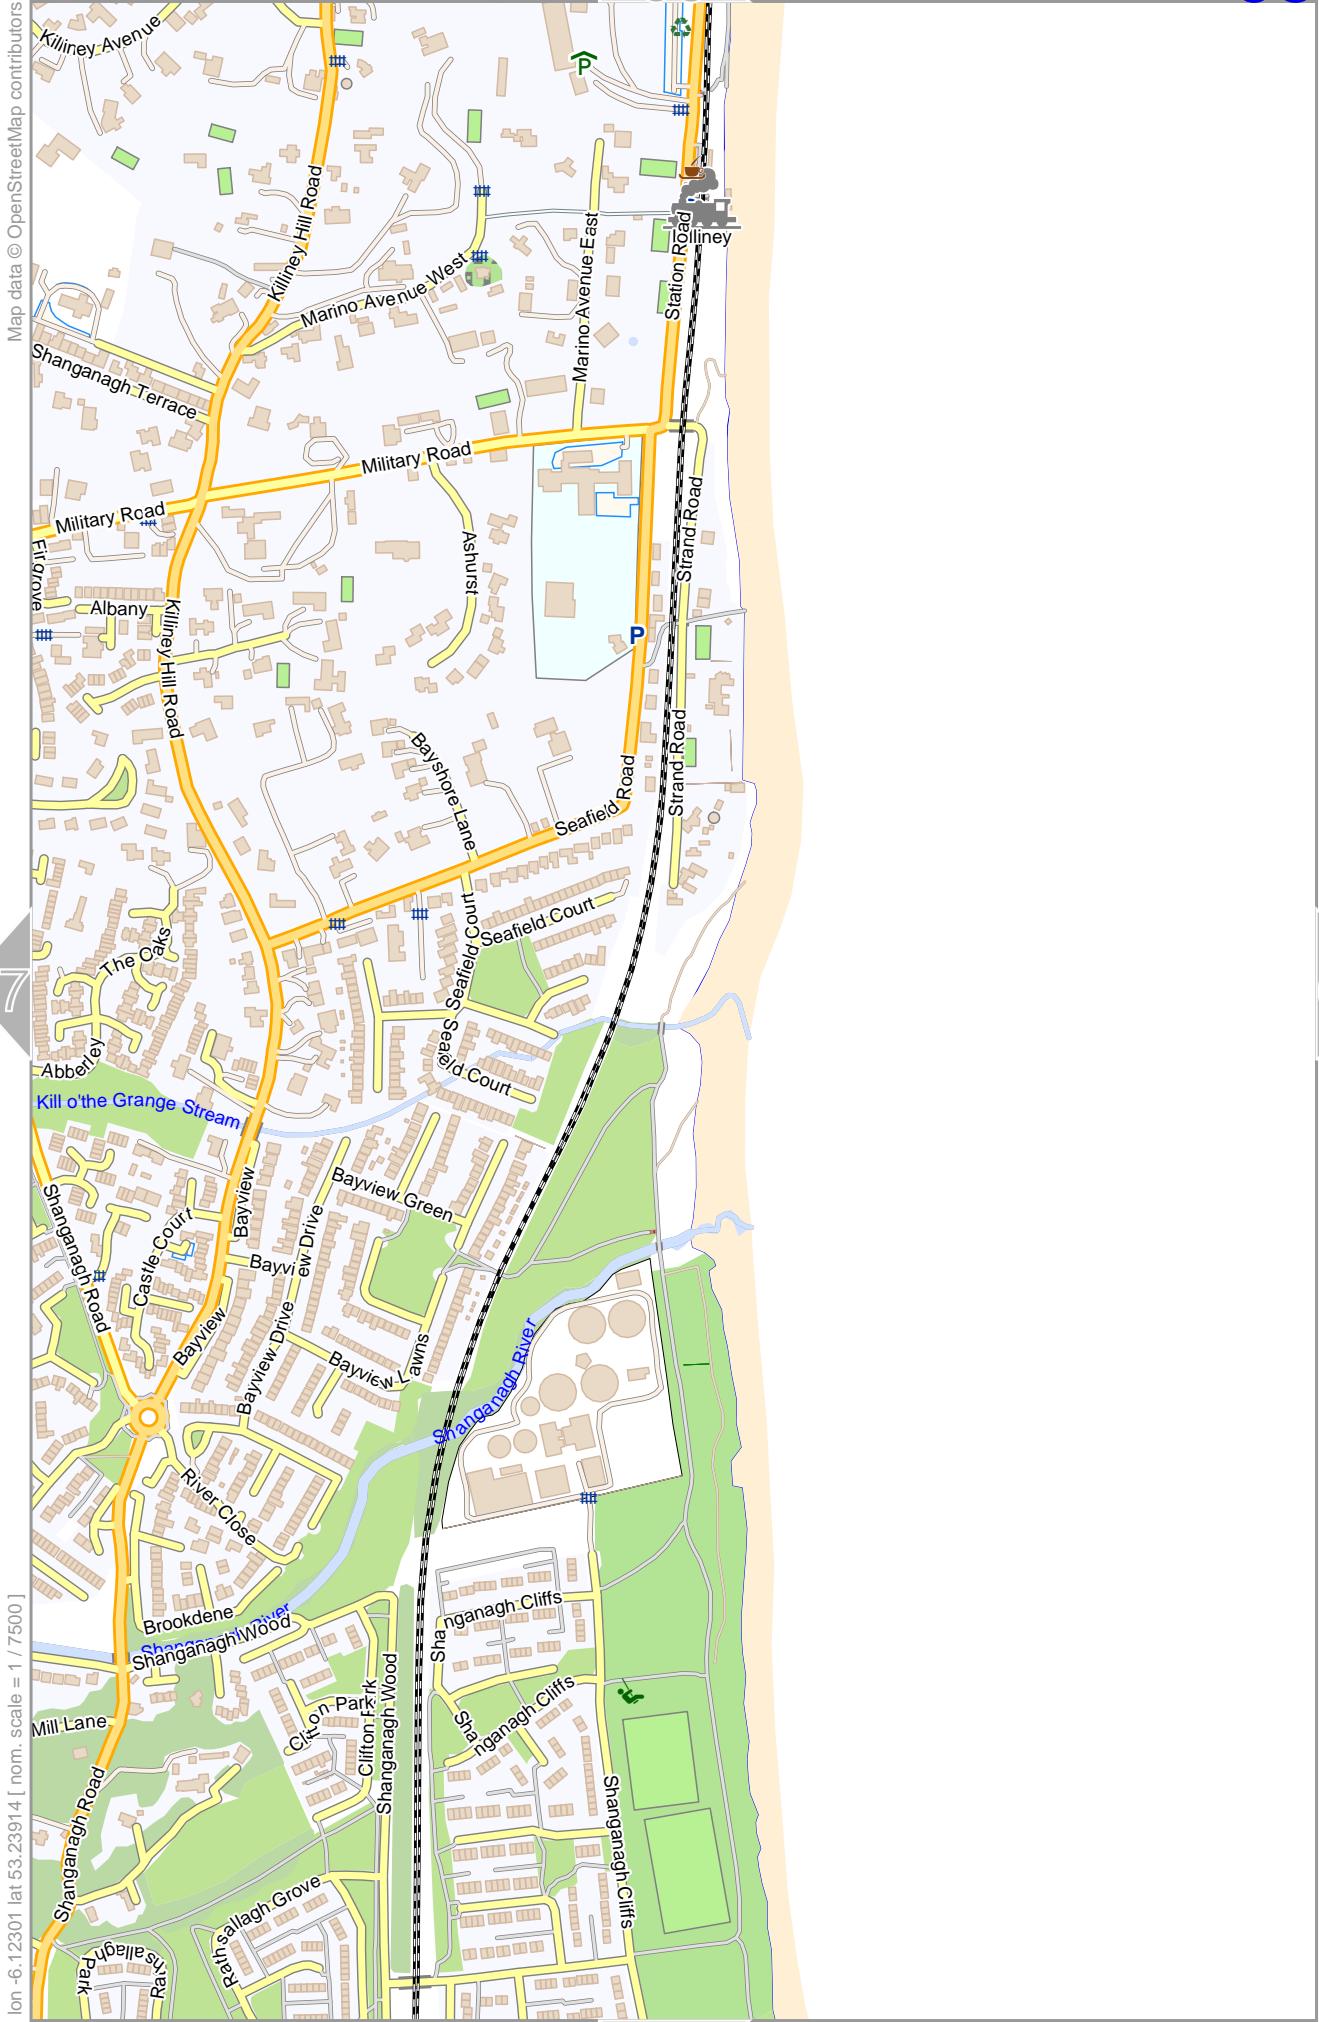 Map data © OpenStreetMap contributors
Killiney Avenue
P
Killiney Hill Road
Marino Avenue West
Marino Avenue East
Station Road
Killiney
Shanganagh Terrace
Military Road
Military Road
Strand Road
Firgrove
Albany
Ashurst
Killiney Hill Road
P
Strand Road
Bayshore Lane
Seafield Road
Seafield Court
Seafield Court
The Oaks
7
Abberley
Seafield Court
Kill o'the Grange Stream
Bayview Green
Bayview
Shanganagh Road
Castle Court
Bayview Drive
Bayview
Bayview Drive
Bayview Lawns
Shanganagh River
River Close
Brookdene
Shanganagh River
Shanganagh Wood
Shanganagh Cliffs
Clifton Park
Clifton Park
Shanganagh Wood
Shanganagh Cliffs
Mill Lane
Shanganagh Road
Shanganagh Cliffs
Rathsallagh Grove
Rathsallagh Park
lon -6.12301 lat 53.23914 [ nom. scale = 1 / 7500 ]